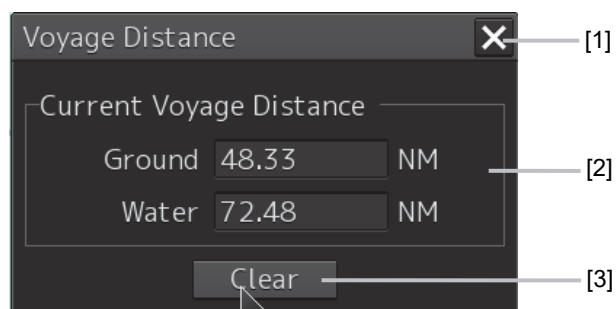 Voyage Distance [1]
Current Voyage Distance
Ground 48.33 NM [2]
Water 72.48 NM
Clear [3]